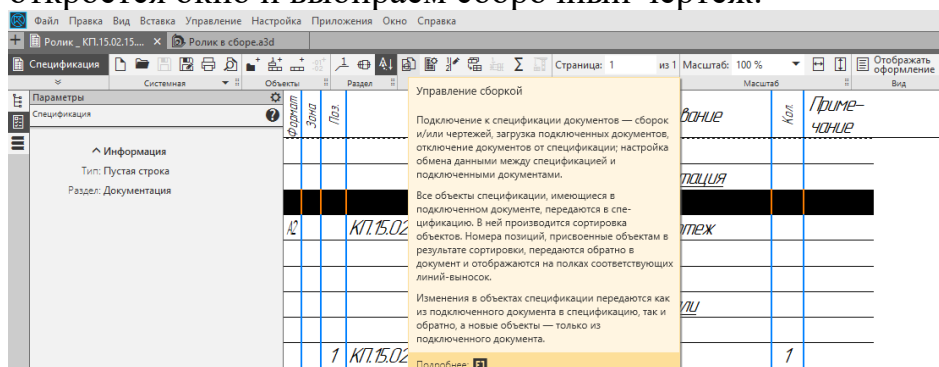 откроется окно и выбираем сборочный чертеж.
Файл Правка Вид Вставка Управление Настройка Приложения Окно Справка
Ролик _ КП.15.02.15.... Ролик в сборе.a3d
Спецификация Страница: 1 из 1 Масштаб: 100 % Отображать оформление
Системная Объекты Раздел Масштаб Вид
Параметры
Спецификация
Информация
Тип: Пустая строка
Раздел: Документация
Формат Зона Поз. Кол. Приме-
чание
А2 КП.15.02
1 КП.15.02 1
Управление сборкой
Подключение к спецификации документов — сборок
и/или чертежей, загрузка подключенных документов,
отключение документов от спецификации; настройка
обмена данными между спецификацией и
подключенными документами.
Все объекты спецификации, имеющиеся в
подключенном документе, передаются в спе-
цификацию. В ней производится сортировка
объектов. Номера позиций, присвоенные объектам в
результате сортировки, передаются обратно в
документ и отображаются на полках соответствующих
линий-выносок.
Изменения в объектах спецификации передаются как
из подключенного документа в спецификацию, так и
обратно, а новые объекты — только из
подключенного документа.
Подробнее: F1